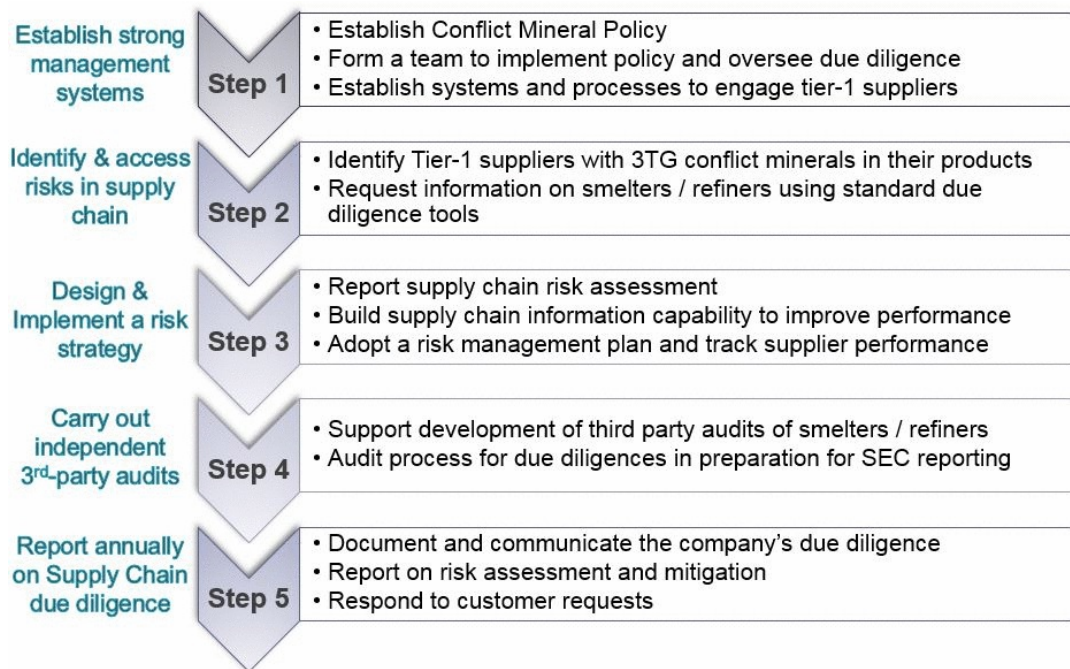 Establish strong
management
systems
Step 1
• Establish Conflict Mineral Policy
• Form a team to implement policy and oversee due diligence
• Establish systems and processes to engage tier-1 suppliers
Identify & access
risks in supply
chain
Step 2
• Identify Tier-1 suppliers with 3TG conflict minerals in their products
• Request information on smelters / refiners using standard due
diligence tools
Design &
Implement a risk
strategy
Step 3
• Report supply chain risk assessment
• Build supply chain information capability to improve performance
• Adopt a risk management plan and track supplier performance
Carry out
independent
3rd-party audits
Step 4
• Support development of third party audits of smelters / refiners
• Audit process for due diligences in preparation for SEC reporting
Report annually
on Supply Chain
due diligence
Step 5
• Document and communicate the company's due diligence
• Report on risk assessment and mitigation
• Respond to customer requests